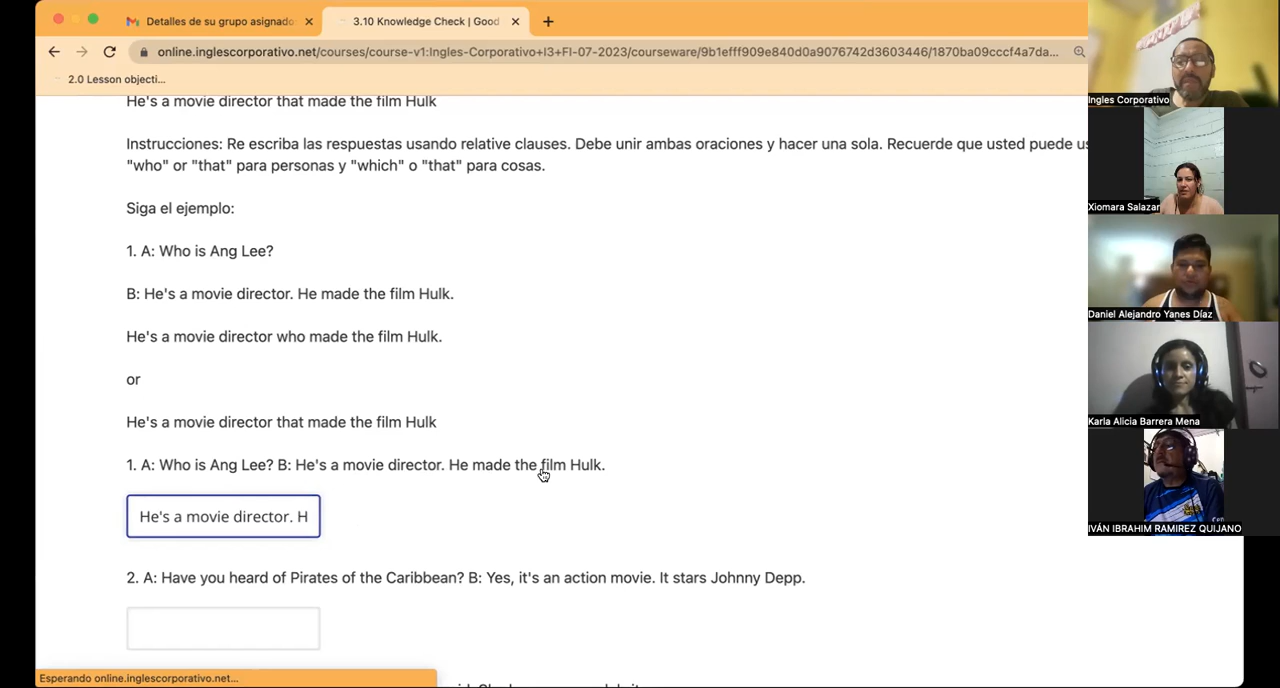 Detalles de su grupo asignado
3.10 Knowledge Check | Good
online.inglescorporativo.net/courses/course-v1:Ingles-Corporativo+I3+FI-07-2023/courseware/9b1efff909e840d0a9076742d3603446/1870ba09cccf4a7da...
2.0 Lesson objecti...
He's a movie director that made the film Hulk
Instrucciones: Re escriba las respuestas usando relative clauses. Debe unir ambas oraciones y hacer una sola. Recuerde que usted puede us
"who" or "that" para personas y "which" o "that" para cosas.
Siga el ejemplo:
1. A: Who is Ang Lee?
B: He's a movie director. He made the film Hulk.
He's a movie director who made the film Hulk.
or
He's a movie director that made the film Hulk
1. A: Who is Ang Lee? B: He's a movie director. He made the film Hulk.
He's a movie director. H
2. A: Have you heard of Pirates of the Caribbean? B: Yes, it's an action movie. It stars Johnny Depp.
Esperando online.inglescorporativo.net...
Ingles Corporativo
Xiomara Salazar
Daniel Alejandro Yanes Díaz
Karla Alicia Barrera Mena
IVÁN IBRAHIM RAMIREZ QUIJANO